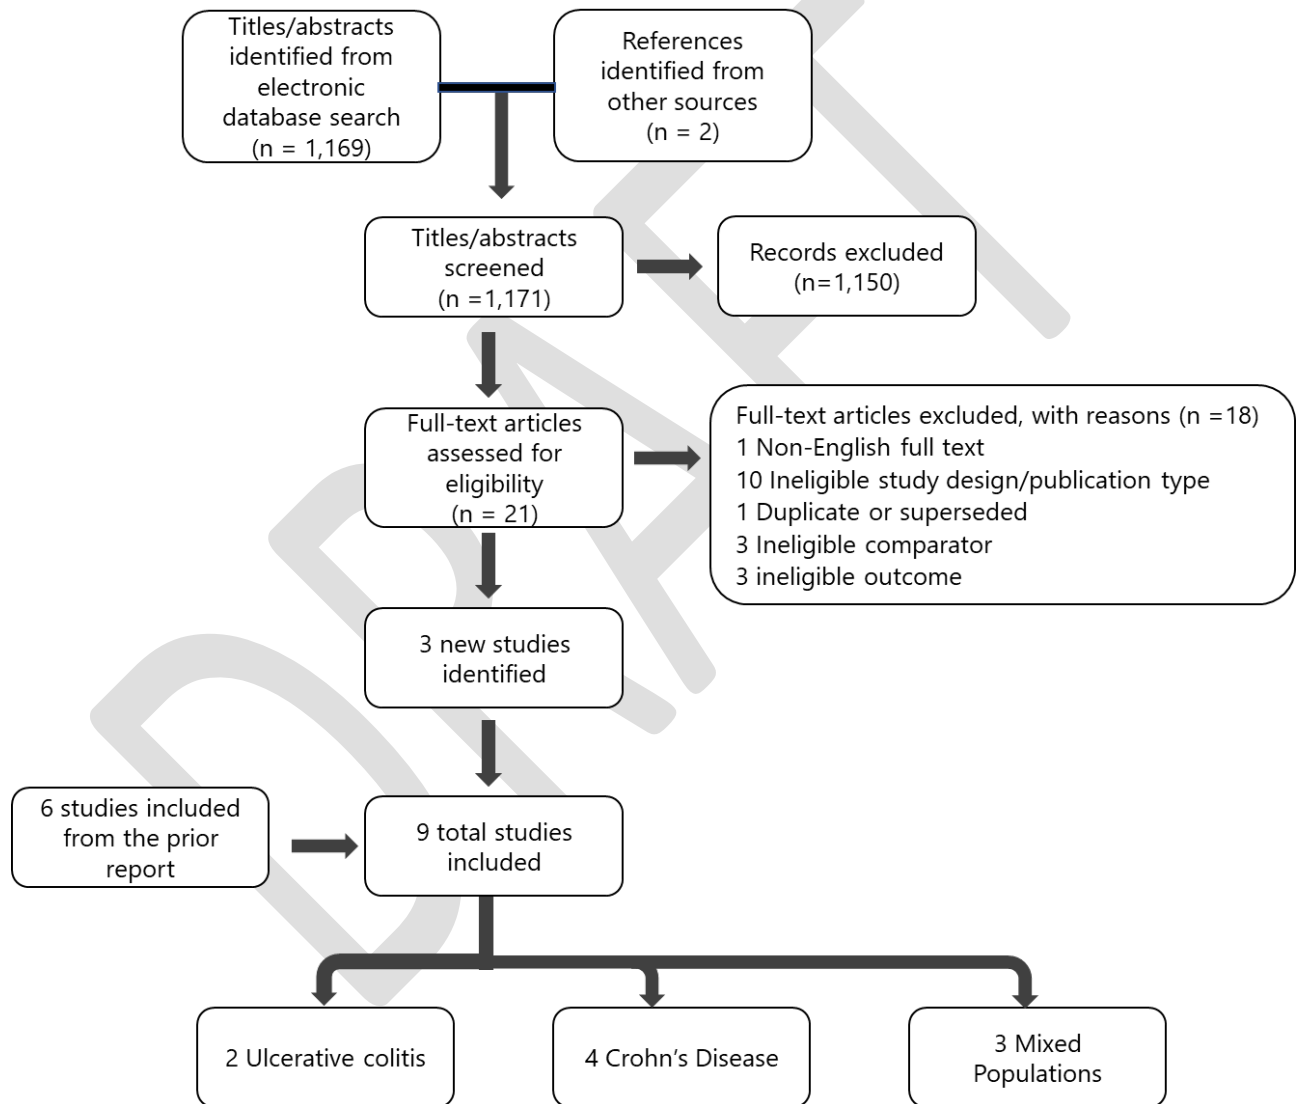 Titles/abstracts
identified from
electronic
database search
(n = 1,169)
References
identified from
other sources
(n = 2)
Titles/abstracts
screened
(n =1,171)
Records excluded
(n=1,150)
Full-text articles
assessed for
eligibility
(n = 21)
Full-text articles excluded, with reasons (n =18)
1 Non-English full text
10 Ineligible study design/publication type
1 Duplicate or superseded
3 Ineligible comparator
3 ineligible outcome
3 new studies
identified
6 studies included
from the prior
report
9 total studies
included
2 Ulcerative colitis
4 Crohn’s Disease
3 Mixed
Populations
DRAFT